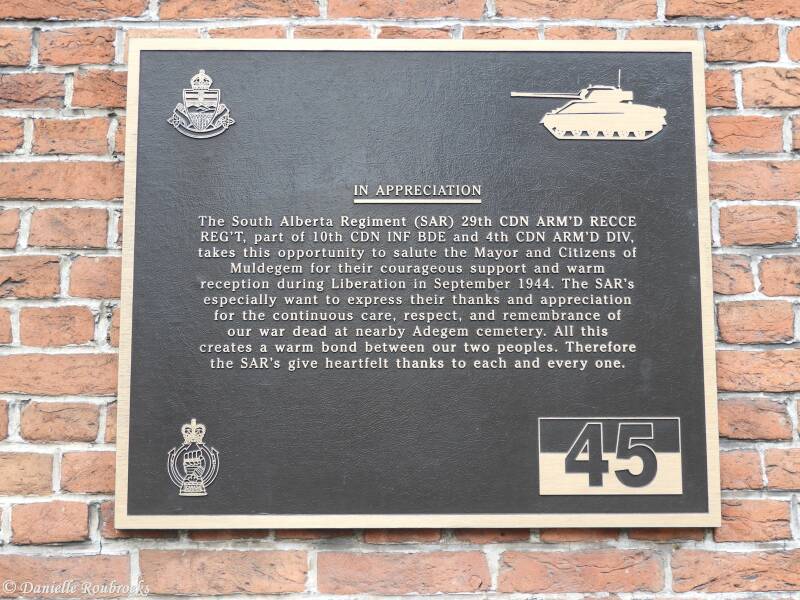 IN APPRECIATION
The South Alberta Regiment (SAR) 29th CDN ARM'D RECCE
REG'T, part of 10th CDN INF BDE and 4th CDN ARM'D DIV,
takes this opportunity to salute the Mayor and Citizens of
Muldegem for their courageous support and warm
reception during Liberation in September 1944. The SAR's
especially want to express their thanks and appreciation
for the continuous care, respect, and remembrance of
our war dead at nearby Adegem cemetery. All this
creates a warm bond between our two peoples. Therefore
the SAR's give heartfelt thanks to each and every one.
45
© Danielle Roubrocks